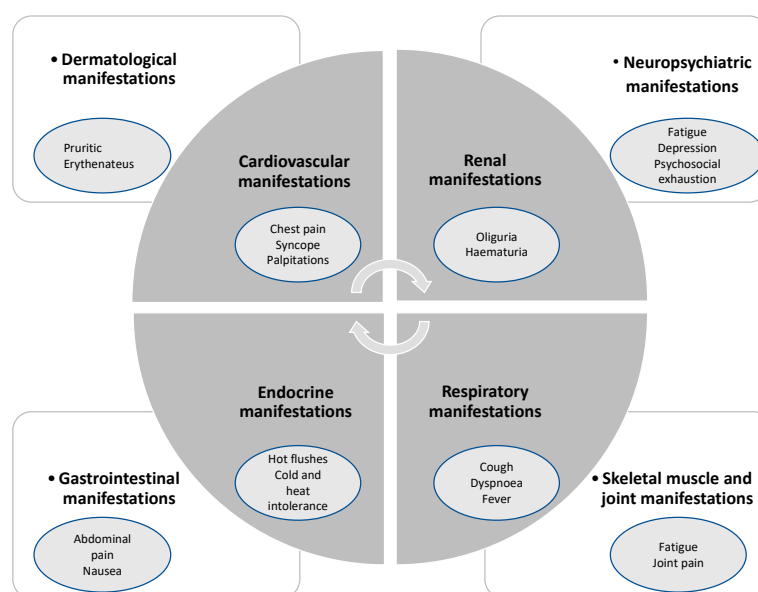 • Dermatological
manifestations
Pruritic
Erythenateus
Cardiovascular
manifestations
Chest pain
Syncope
Palpitations
Renal
manifestations
Oliguria
Haematuria
• Neuropsychiatric
manifestations
Fatigue
Depression
Psychosocial
exhaustion
• Gastrointestinal
manifestations
Abdominal
pain
Nausea
Endocrine
manifestations
Hot flushes
Cold and
heat
intolerance
Respiratory
manifestations
Cough
Dyspnoea
Fever
• Skeletal muscle and
joint manifestations
Fatigue
Joint pain